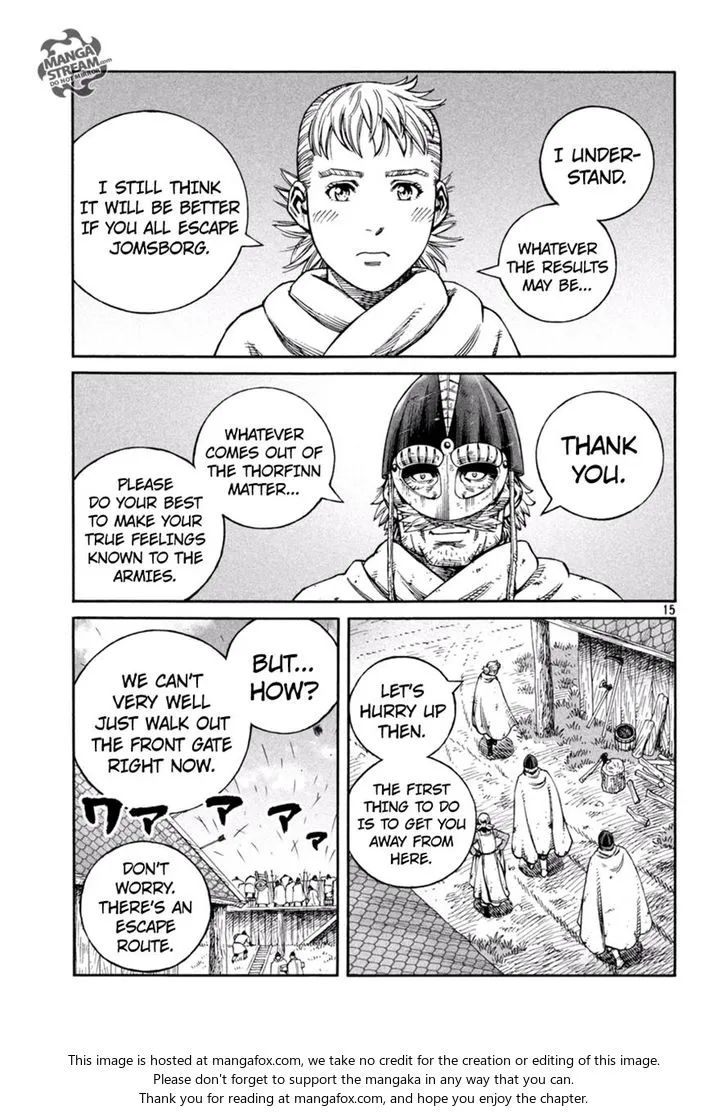 MANGA
STREAM.com
DO NOT MIRROR
I UNDER-
STAND.
WHATEVER
THE RESULTS
MAY BE...
I STILL THINK
IT WILL BE BETTER
IF YOU ALL ESCAPE
JOMSBORG.
THANK
YOU.
WHATEVER
COMES OUT OF
THE THORFINN
MATTER...
PLEASE
DO YOUR BEST
TO MAKE YOUR
TRUE FEELINGS
KNOWN TO THE
ARMIES.
15
LET'S
HURRY UP
THEN.
THE FIRST
THING TO DO
IS TO GET YOU
AWAY FROM
HERE.
BUT...
HOW?
WE CAN'T
VERY WELL
JUST WALK OUT
THE FRONT GATE
RIGHT NOW.
ワァァァァ
DON'T
WORRY.
THERE'S AN
ESCAPE
ROUTE.
This image is hosted at mangafox.com, we take no credit for the creation or editing of this image.
Please don't forget to support the mangaka in any way that you can.
Thank you for reading at mangafox.com, and hope you enjoy the chapter.